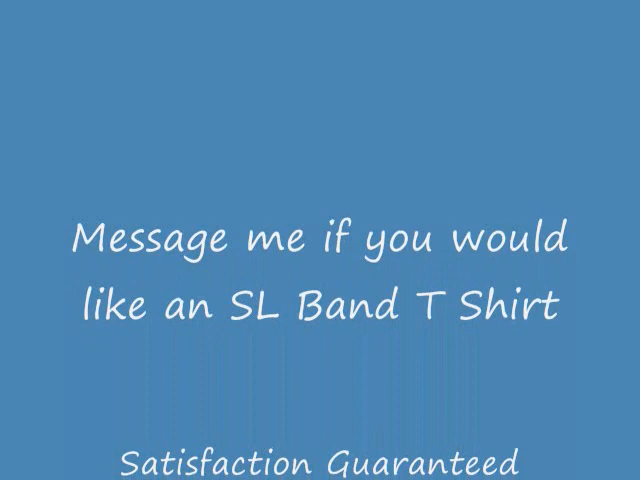 Message me if you would
like an SL Band T Shirt
Satisfaction Guaranteed